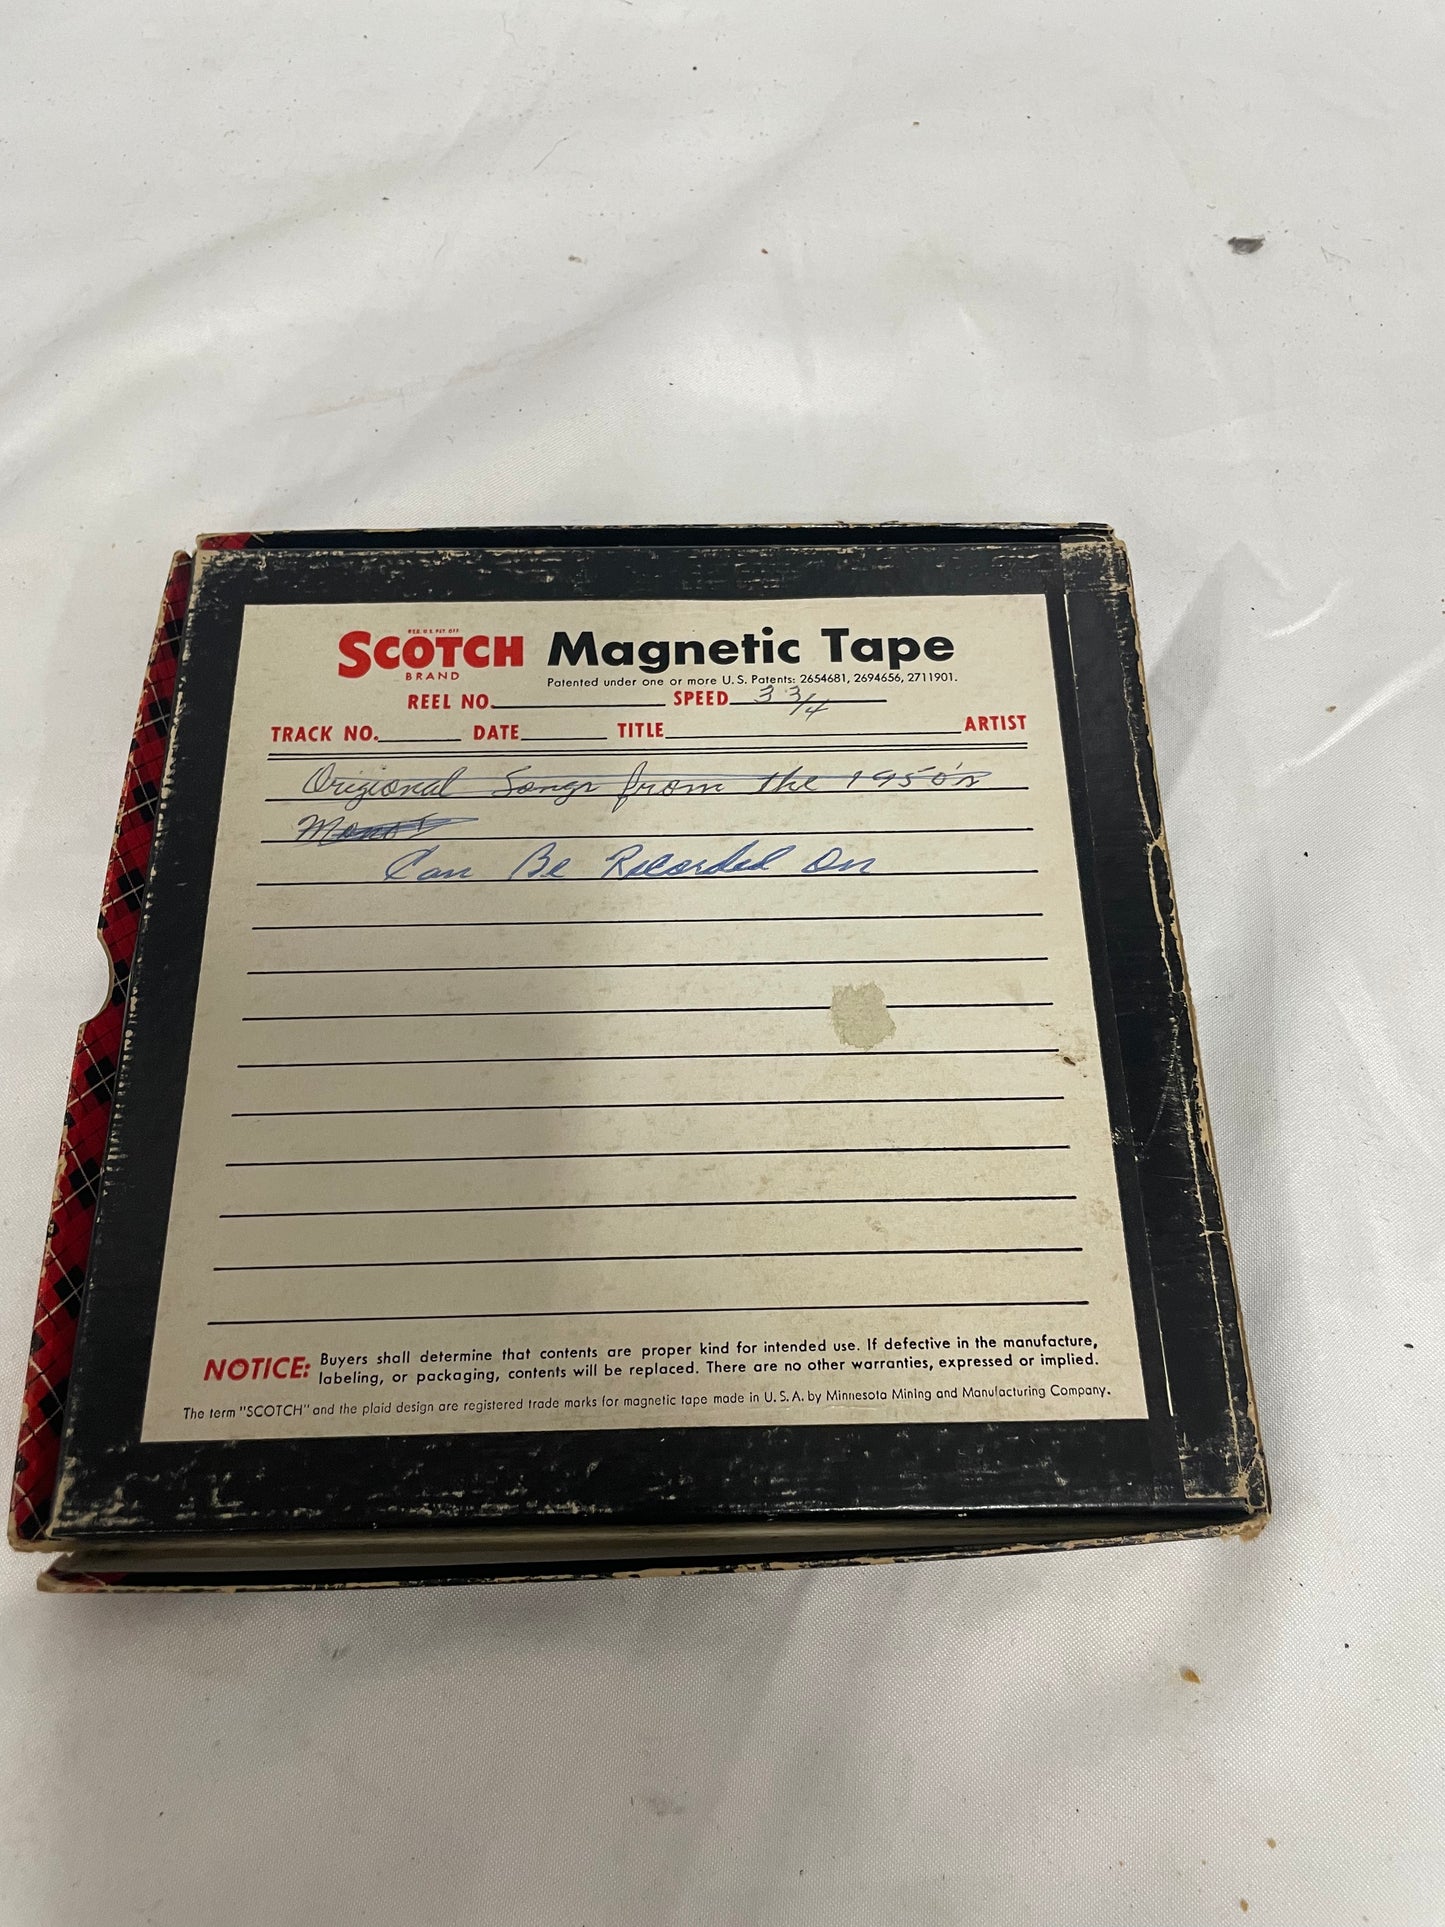 REG. U.S. PAT. OFF.
SCOTCH Magnetic Tape
BRAND
Patented under one or more U.S. Patents: 2654681, 2694656, 2711901.
REEL NO. SPEED 3 3/4
TRACK NO. DATE TITLE ARTIST
Origional Songs from the 1950's
Can Be Recorded On
NOTICE: Buyers shall determine that contents are proper kind for intended use. If defective in the manufacture,
labeling, or packaging, contents will be replaced. There are no other warranties, expressed or implied.
The term "SCOTCH" and the plaid design are registered trade marks for magnetic tape made in U.S.A. by Minnesota Mining and Manufacturing Company.